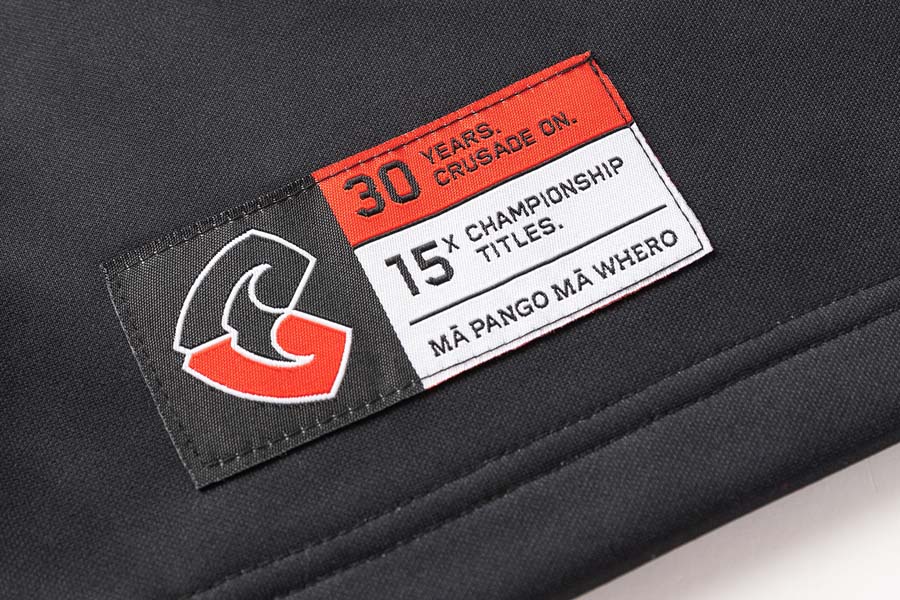 30 YEARS.
CRUSADE ON.
15X CHAMPIONSHIP
TITLES.
MĀ PANGO MĀ WHERO